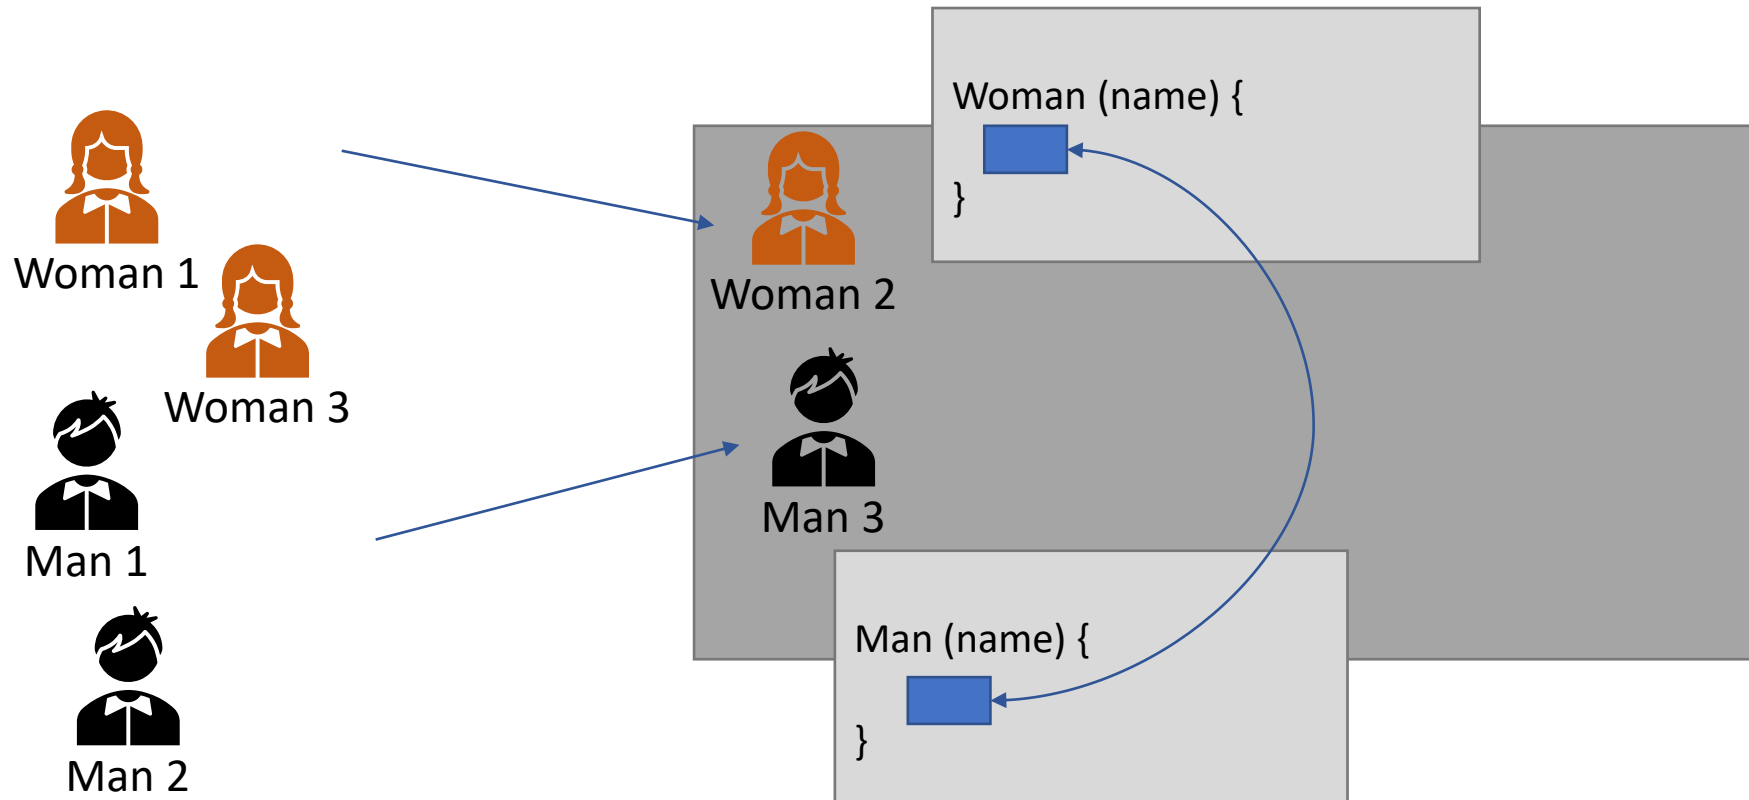 Woman 1
Woman 3
Man 1
Man 2
Woman 2
Man 3
Woman (name) {
}
Man (name) {
}